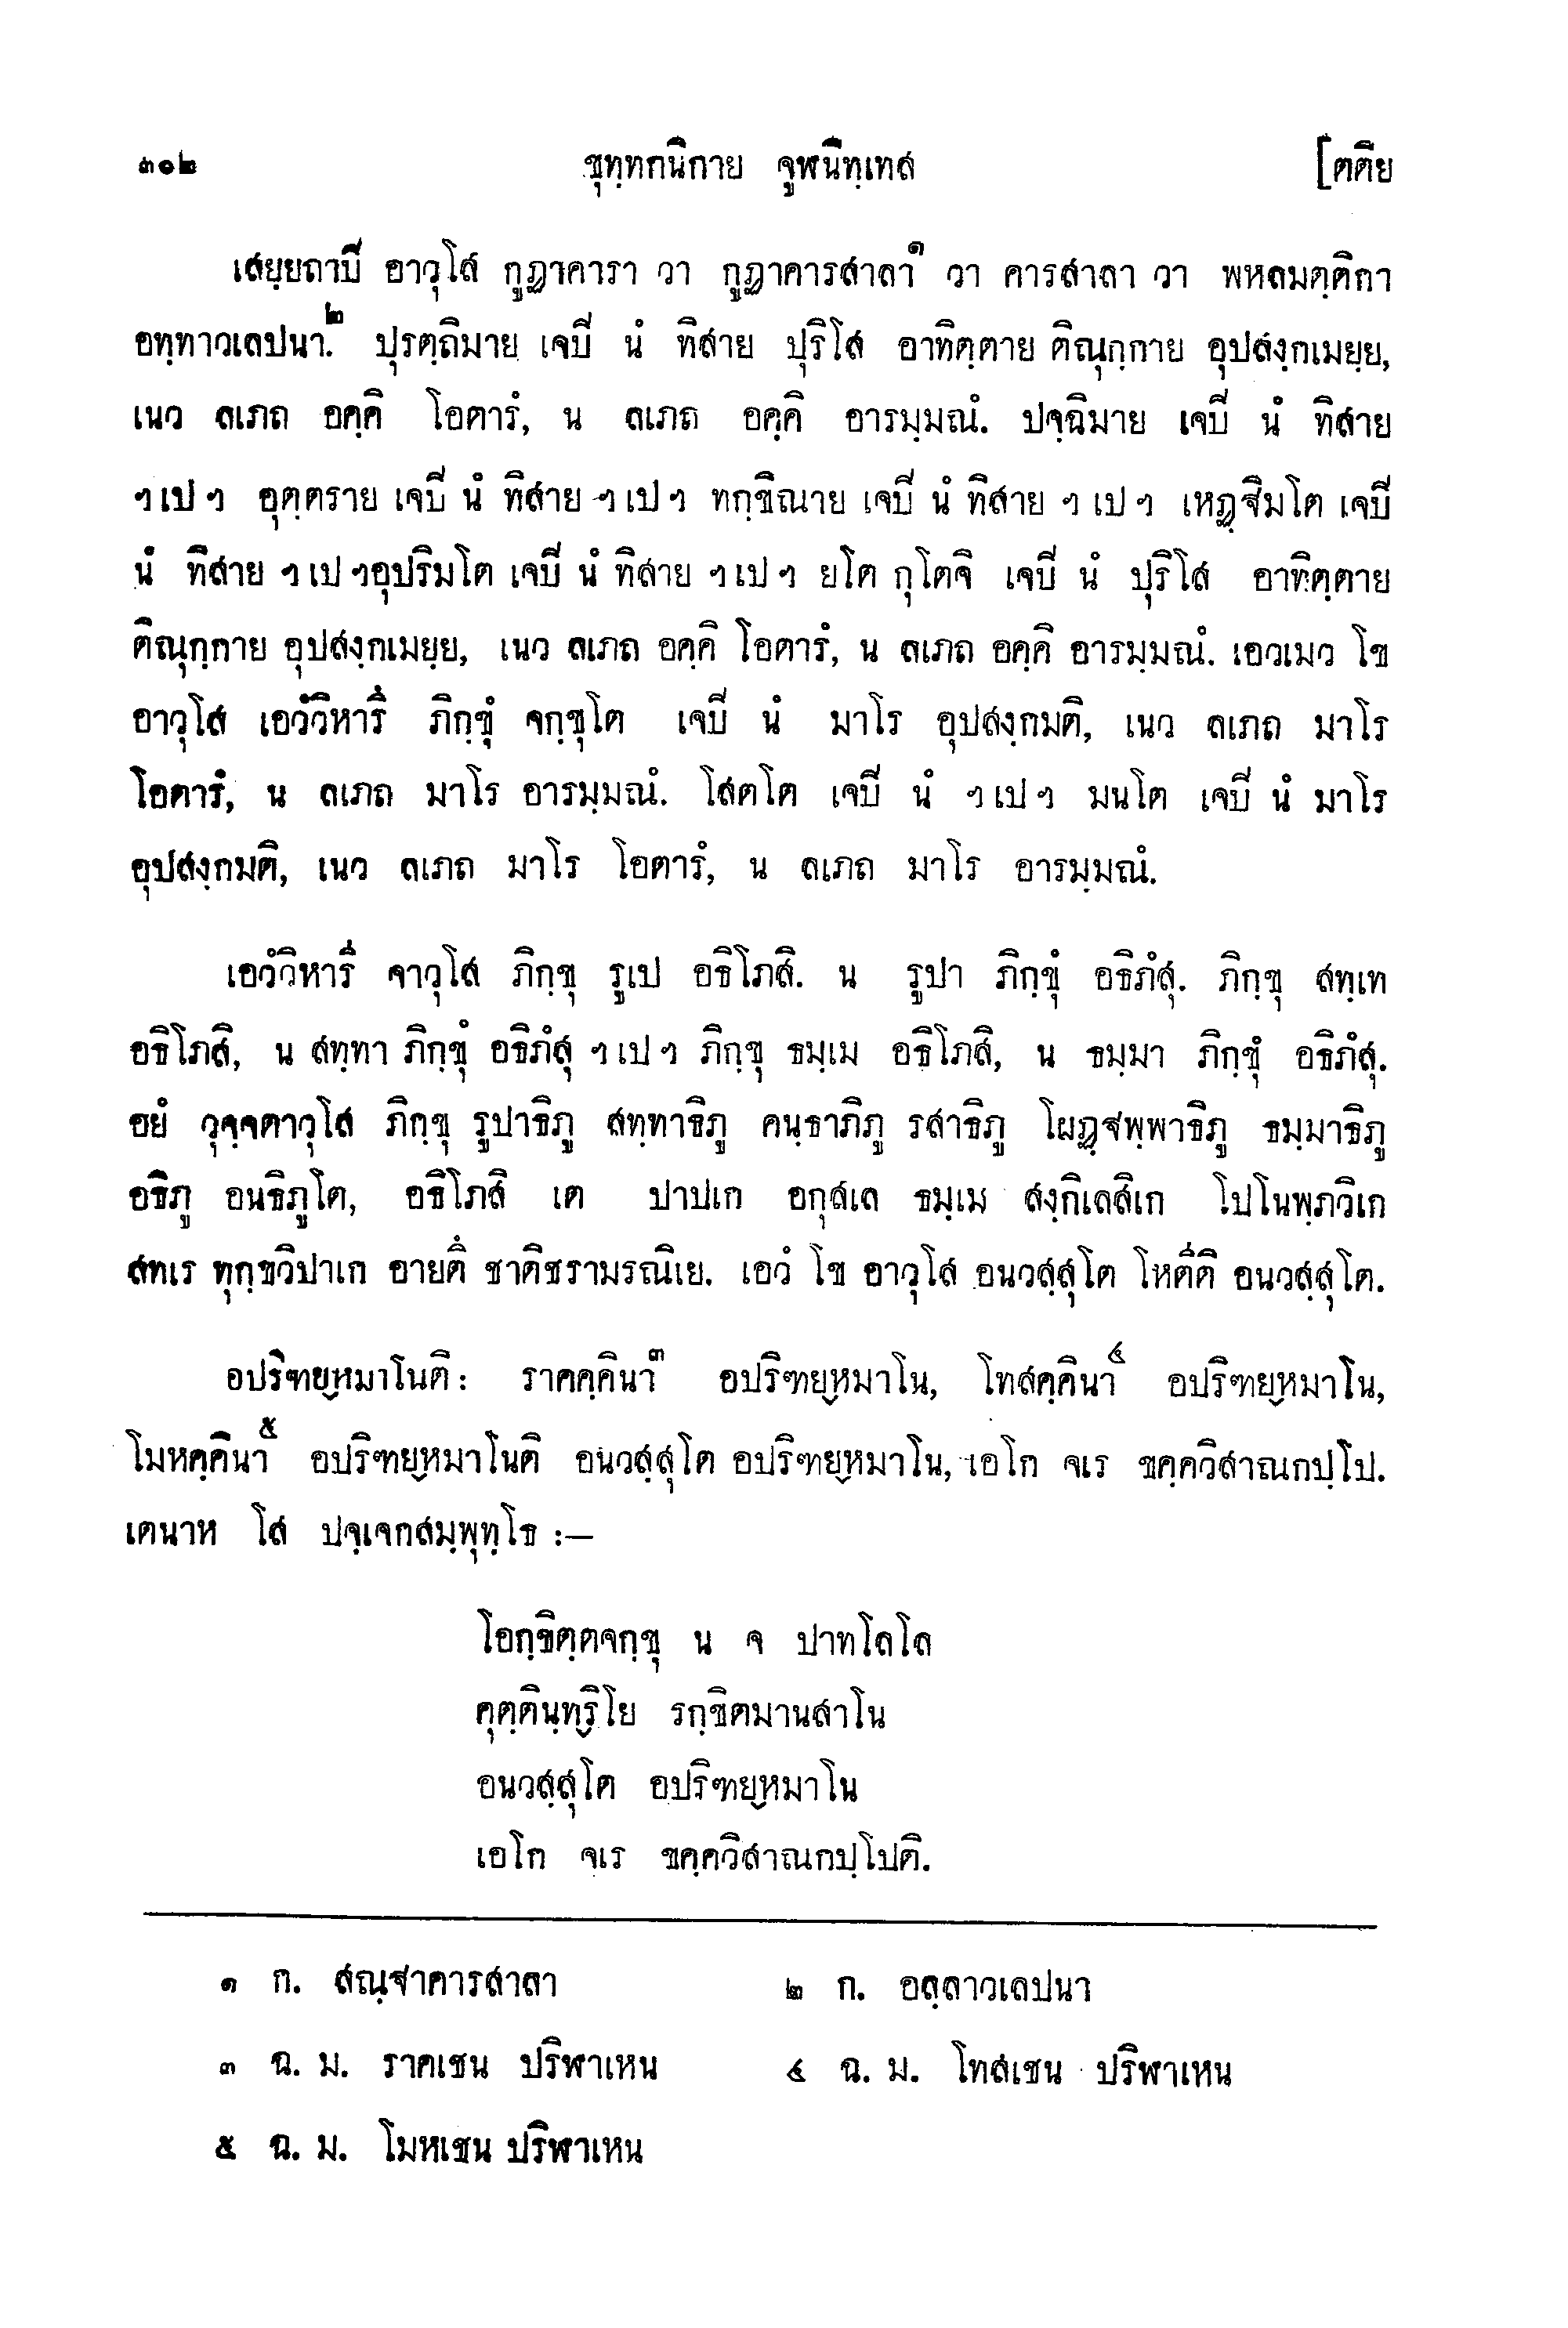 ๓๑๒ ขุทฺทกนิกาย จูฬนิทฺเทส [ตติย
เสยฺยถาปี อาวุโส กูฏาคารา วา กูฏาคารสาลา๑ วา คารสาลา วา พหลมตฺติกา
อทฺทาวเลปนา.๒ ปุรตฺถิมาย เจปี นํ ทิสาย ปุริโส อาทิตฺตาย ติณุกฺกาย อุปสงฺกเมยฺย,
เนว ลเภถ อคฺคิ โอตารํ, น ลเภถ อคฺคิ อารมฺมณํ. ปจฺฉิมาย เจปี นํ ทิสาย
ฯ เป ฯ อุตฺตราย เจปี นํ ทิสาย ฯ เป ฯ ทกฺขิณาย เจปี นํ ทิสาย ฯ เป ฯ เหฏฺฐิมโต เจปี
นํ ทิสาย ฯ เป ฯ อุปริมโต เจปี นํ ทิสาย ฯ เป ฯ ยโต กุโตจิ เจปี นํ ปุริโส อาทิตฺตาย
ติณุกฺกาย อุปสงฺกเมยฺย, เนว ลเภถ อคฺคิ โอตารํ, น ลเภถ อคฺคิ อารมฺมณํ. เอวเมว โข
อาวุโส เอวํวิหารึ ภิกฺขุํ จกฺขุโต เจปี นํ มาโร อุปสงฺกมติ, เนว ลเภถ มาโร
โอตารํ, น ลเภถ มาโร อารมฺมณํ. โสตโต เจปี นํ ฯ เป ฯ มนโต เจปี นํ มาโร
อุปสงฺกมติ, เนว ลเภถ มาโร โอตารํ, น ลเภถ มาโร อารมฺมณํ.
เอวํวิหารี จาวุโส ภิกฺขุ รูเป อธิโภสิ. น รูปา ภิกฺขุํ อธิภํสุ. ภิกฺขุ สทฺเท
อธิโภสิ, น สทฺทา ภิกฺขุํ อธิภํสุ ฯ เป ฯ ภิกฺขุ ธมฺเม อธิโภสิ, น ธมฺมา ภิกฺขุํ อธิภํสุ.
อยํ วุจฺจตาวุโส ภิกฺขุ รูปาธิภู สทฺทาธิภู คนฺธาภิภู รสาธิภู โผฏฺฐพฺพาธิภู ธมฺมาธิภู
อธิภู อนธิภูโต, อธิโภสิ เต ปาปเก อกุสเล ธมฺเม สงฺกิเลสิเก โปโนพฺภวิเก
สทเร ทุกฺขวิปาเก อายตึ ชาติชรามรณิเย. เอวํ โข อาวุโส อนวสฺสุโต โหตีติ อนวสฺสุโต.
อปริฑยฺหมาโนติ: ราคคฺคินา๓ อปริฑยฺหมาโน, โทสคฺคินา๔ อปริฑยฺหมาโน,
โมหคฺคินา๕ อปริฑยฺหมาโนติ อนวสฺสุโต อปริฑยฺหมาโน, เอโก จเร ขคฺควิสาณกปฺโป.
เตนาห โส ปจฺเจกสมฺพุทฺโธ :—
โอกฺขิตฺตจกฺขุ น จ ปาทโลโล
คุตฺตินฺทฺริโย รกฺขิตมานสาโน
อนวสฺสุโต อปริฑยฺหมาโน
เอโก จเร ขคฺควิสาณกปฺโปติ.
๑ ก. สณฺฐาคารสาลา ๒ ก. อลฺลาวเลปนา
๓ ฉ. ม. ราคเชน ปริฬาเหน ๔ ฉ. ม. โทสเชน ปริฬาเหน
๕ ฉ. ม. โมหเชน ปริฬาเหน